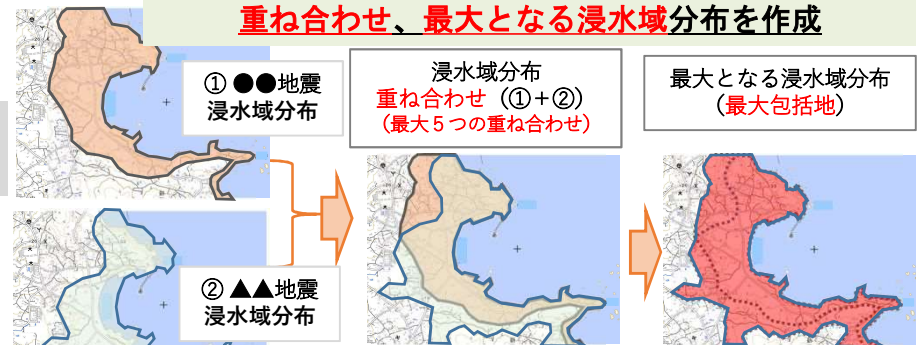 重ね合わせ、最大となる浸水域分布を作成
① ●●地震
浸水域分布
② ▲▲地震
浸水域分布
浸水域分布
重ね合わせ（①＋②）
（最大５つの重ね合わせ）
最大となる浸水域分布
（最大包括地）